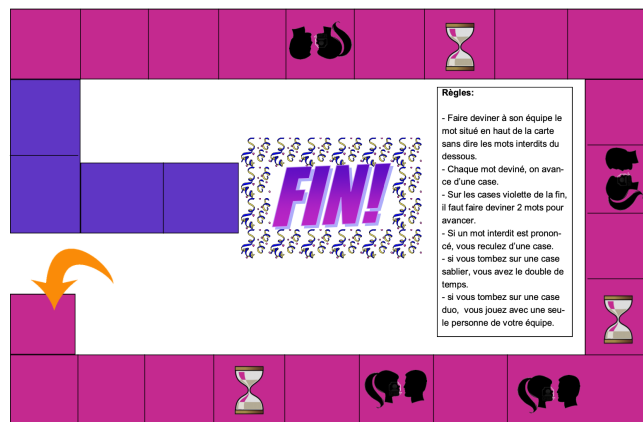 Règles:
- Faire deviner à son équipe le
mot situé en haut de la carte
sans dire les mots interdits du
dessous.
- Chaque mot deviné, on avan-
ce d'une case.
- Sur les cases violette de la fin,
il faut faire deviner 2 mots pour
avancer.
- Si un mot interdit est pronon-
cé, vous reculez d'une case.
- si vous tombez sur une case
sablier, vous avez le double de
temps.
- si vous tombez sur une case
duo, vous jouez avec une seu-
le personne de votre équipe.
FIN!